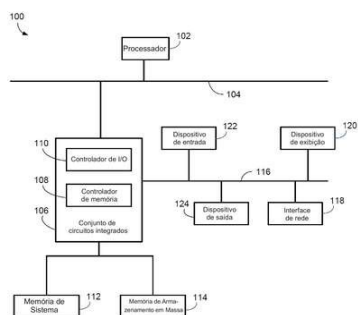 100
102
Processador
104
110
Controlador de I/O
108
Controlador
de memória
106
Conjunto de
circuitos integrados
122
Dispositivo
de entrada
120
Dispositivo
de exibição
116
124
Dispositivo
de saída
Interface
de rede
118
Memória de
Sistema
112
Memória de Arma-
zenamento em Massa
114